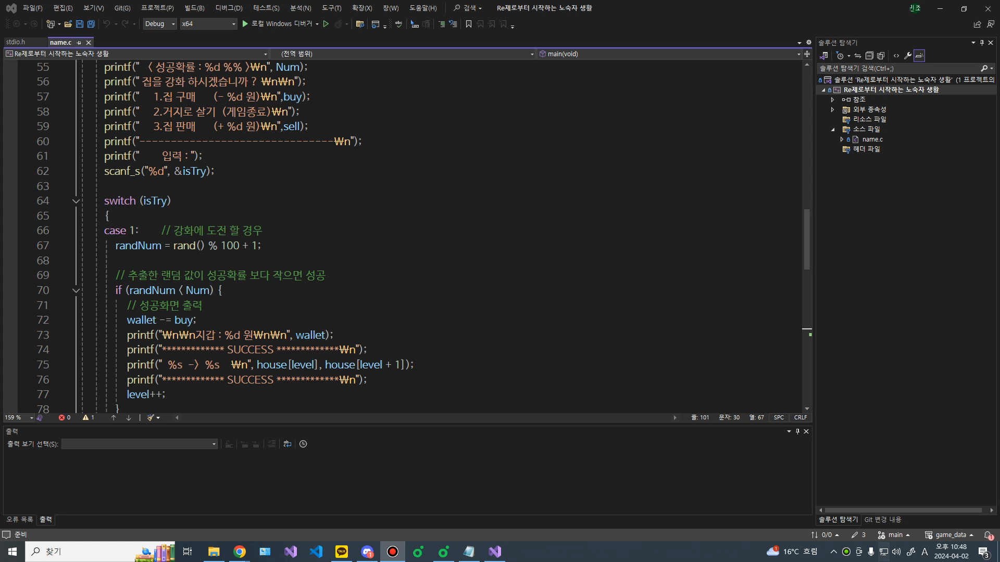 파일(F) 편집(E) 보기(V) Git(G) 프로젝트(P) 빌드(B) 디버그(D) 테스트(S) 분석(N) 도구(T) 확장(X) 창(W) 도움말(H) 검색 Re제로부터 시작하는 노숙자 생활
Debug x64 로컬 Windows 디버거
stdio.h name.c
Re제로부터 시작하는 노숙자 생활 (전역 범위) main(void)
55 printf(" < 성공확률 : %d %% >₩n", Num);
56 printf(" 집을 강화 하시겠습니까 ? ₩n₩n");
57 printf(" 1.집 구매 (- %d 원)₩n",buy);
58 printf(" 2.거지로 살기 (게임종료)₩n");
59 printf(" 3.집 판매 (+ %d 원)₩n",sell);
60 printf("-------------------------------₩n");
61 printf(" 입력 : ");
62 scanf_s("%d", &isTry);
63
64 switch (isTry)
65 {
66 case 1: // 강화에 도전 할 경우
67 randNum = rand() % 100 + 1;
68
69 // 추출한 랜덤 값이 성공확률 보다 작으면 성공
70 if (randNum < Num) {
71 // 성공화면 출력
72 wallet -= buy;
73 printf("₩n₩n지갑 : %d 원₩n₩n", wallet);
74 printf("************* SUCCESS *************₩n");
75 printf(" %s -> %s ₩n", house[level], house[level + 1]);
76 printf("************* SUCCESS *************₩n");
77 level++;
78 }
159 % 0 1 줄: 101 문자: 30 열: 67 SPC CRLF
출력
출력 보기 선택(S):
오류 목록 출력
솔루션 탐색기
솔루션 탐색기 검색(Ctrl+;)
솔루션 'Re제로부터 시작하는 노숙자 생활' (1 프로젝트의
Re제로부터 시작하는 노숙자 생활
참조
외부 종속성
리소스 파일
소스 파일
name.c
헤더 파일
솔루션 탐색기 Git 변경 내용
준비 0/0 3 main game_data 1
찾기 TALK 16°C 흐림 A 오후 10:48
2024-04-02 3